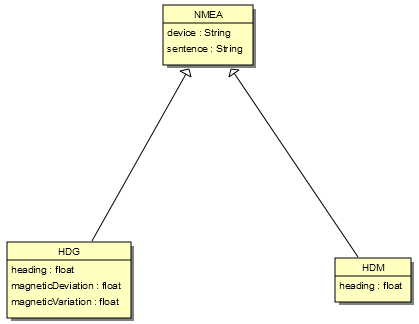 NMEA
device : String
sentence : String
HDG
heading : float
magneticDeviation : float
magneticVariation : float
HDM
heading : float